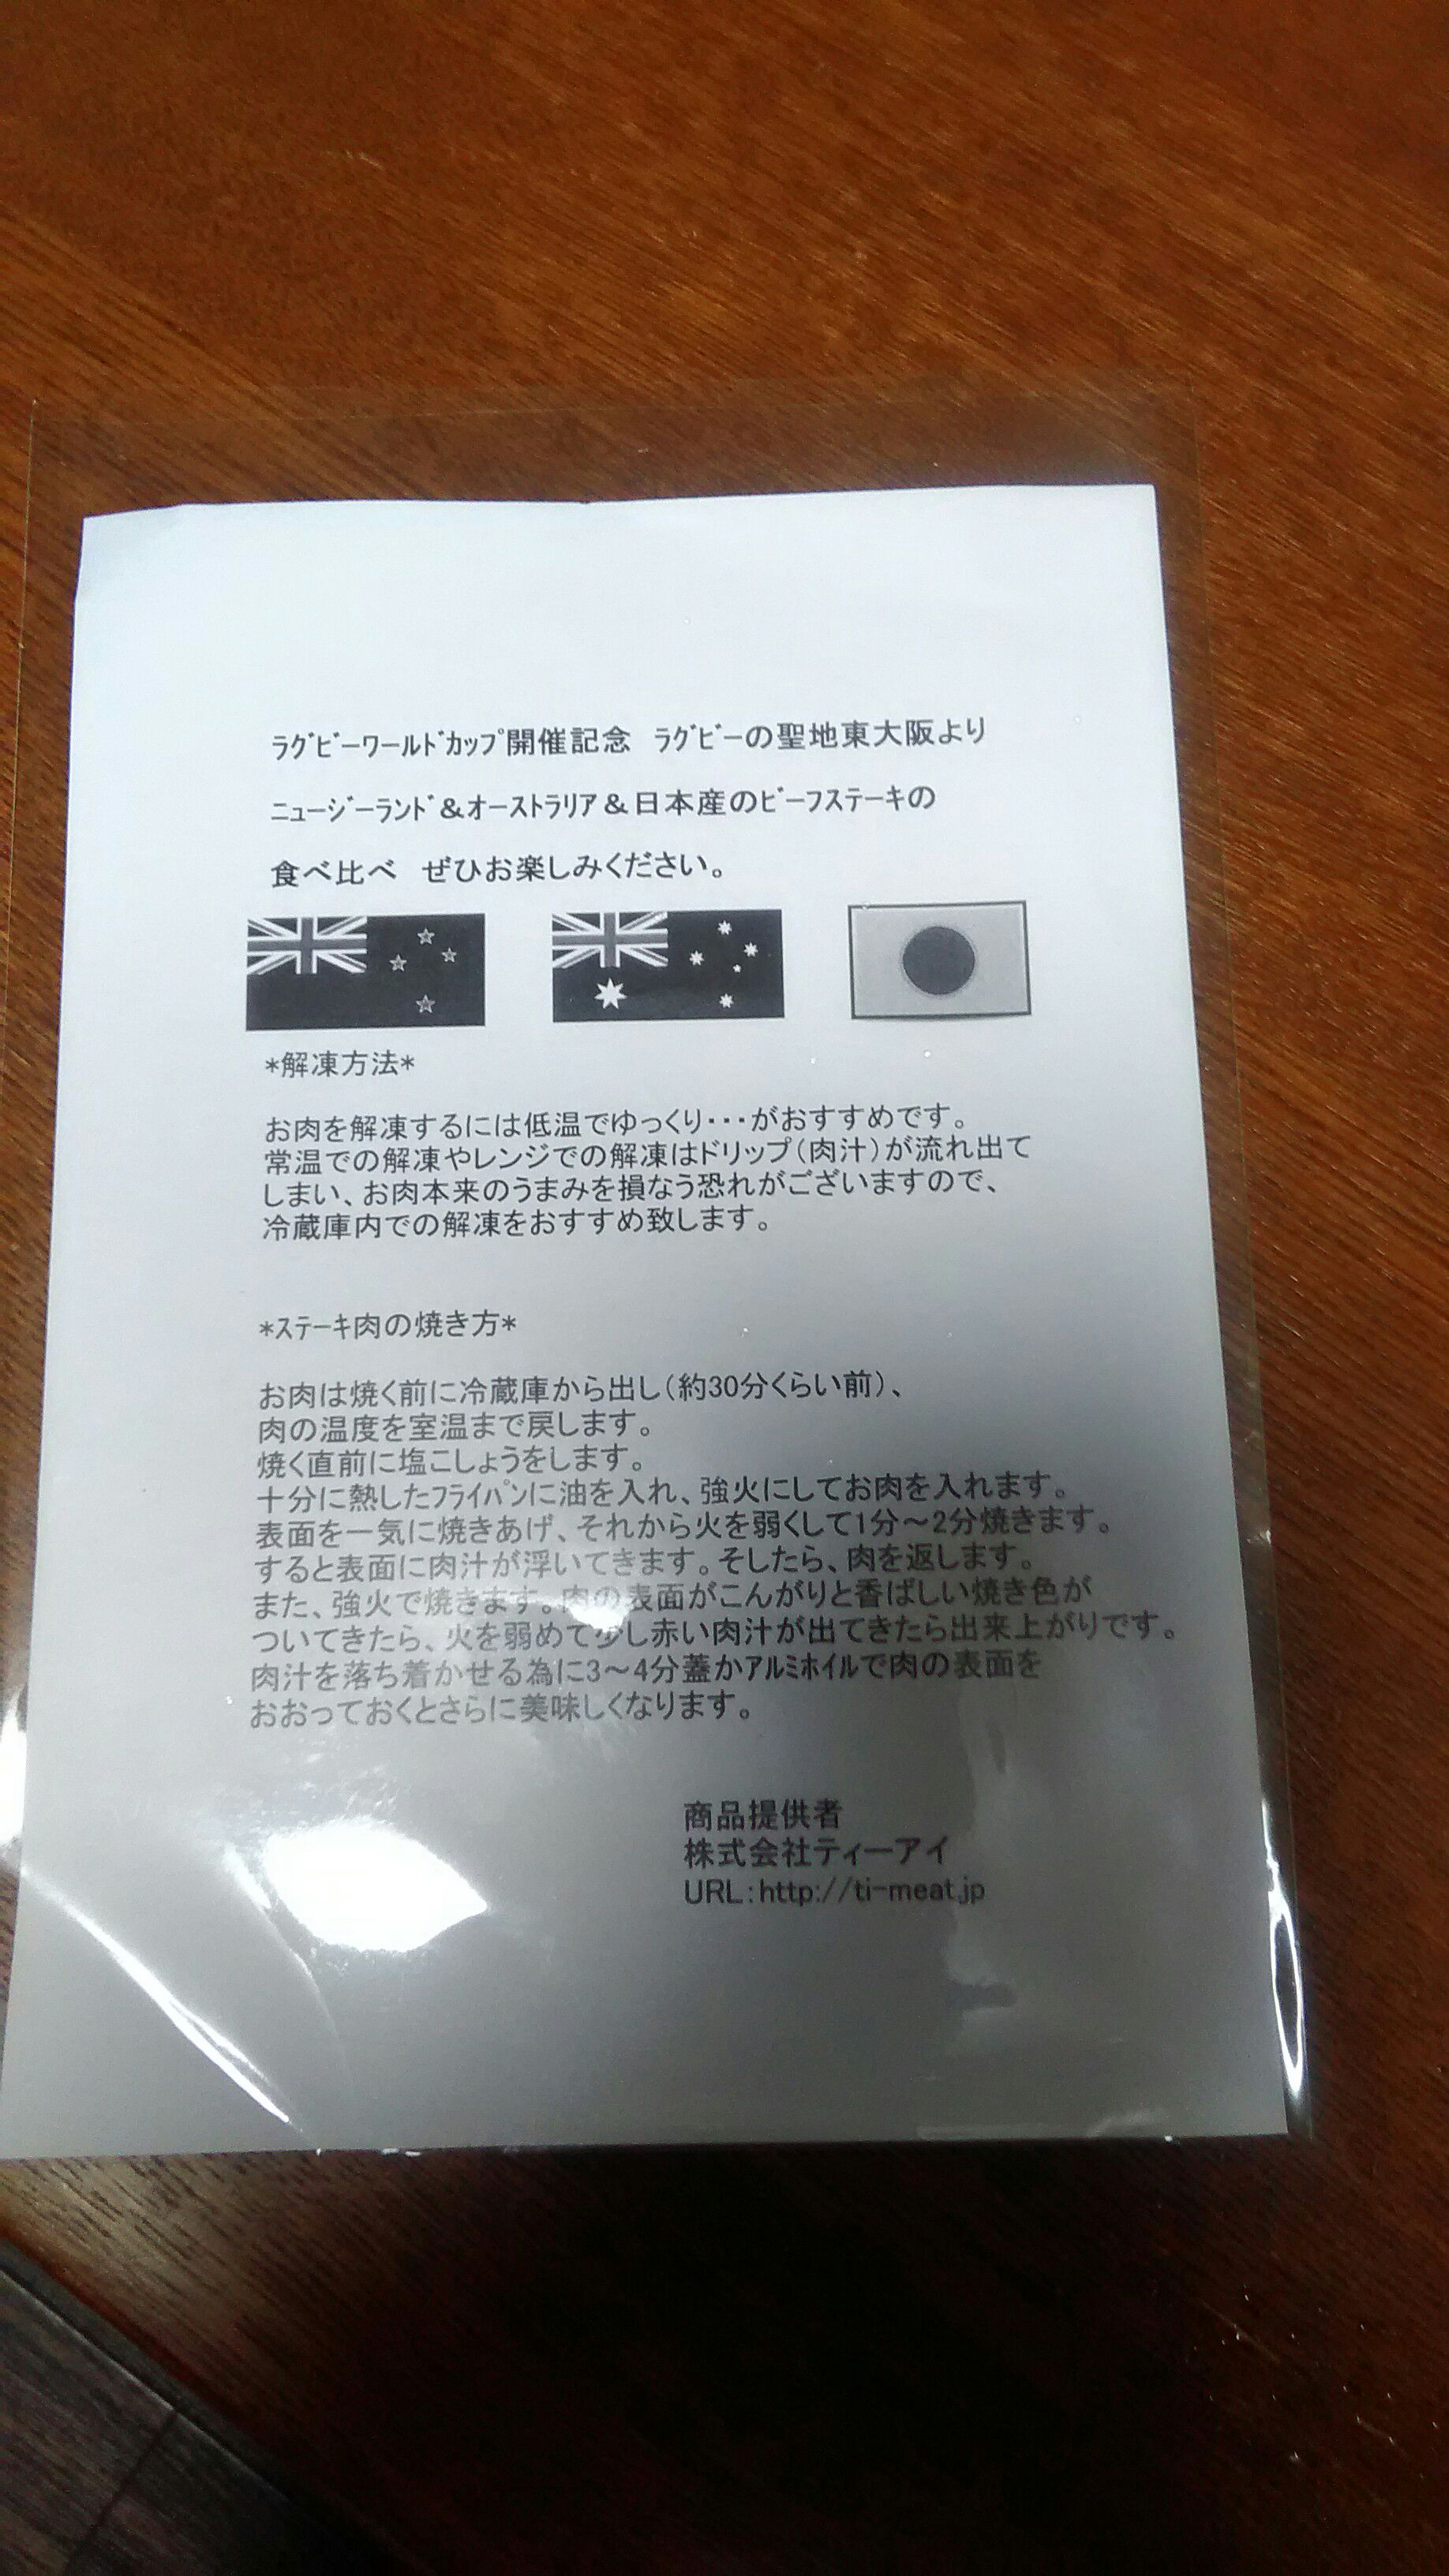 ﾗｸﾞﾋﾞｰﾜｰﾙﾄﾞｶｯﾌﾟ開催記念　ﾗｸﾞﾋﾞｰの聖地東大阪より
ﾆｭｰｼﾞｰﾗﾝﾄﾞ＆ｵｰｽﾄﾗﾘｱ＆日本産のﾋﾞｰﾌｽﾃｰｷの
食べ比べ　ぜひお楽しみください。
*解凍方法*
お肉を解凍するには低温でゆっくり・・・がおすすめです。
常温での解凍やレンジでの解凍はドリップ（肉汁）が流れ出て
しまい、お肉本来のうまみを損なう恐れがございますので、
冷蔵庫内での解凍をおすすめ致します。
*ｽﾃｰｷ肉の焼き方*
お肉は焼く前に冷蔵庫から出し（約30分くらい前）、
肉の温度を室温まで戻します。
焼く直前に塩こしょうをします。
十分に熱したﾌﾗｲﾊﾟﾝに油を入れ、強火にしてお肉を入れます。
表面を一気に焼きあげ、それから火を弱くして1分～2分焼きます。
すると表面に肉汁が浮いてきます。そしたら、肉を返します。
また、強火で焼きます。肉の表面がこんがりと香ばしい焼き色が
ついてきたら、火を弱めて少し赤い肉汁が出てきたら出来上がりです。
肉汁を落ち着かせる為に3～4分蓋かｱﾙﾐﾎｲﾙで肉の表面を
おおっておくとさらに美味しくなります。
商品提供者
株式会社ティーアイ
URL：http://ti-meat.jp